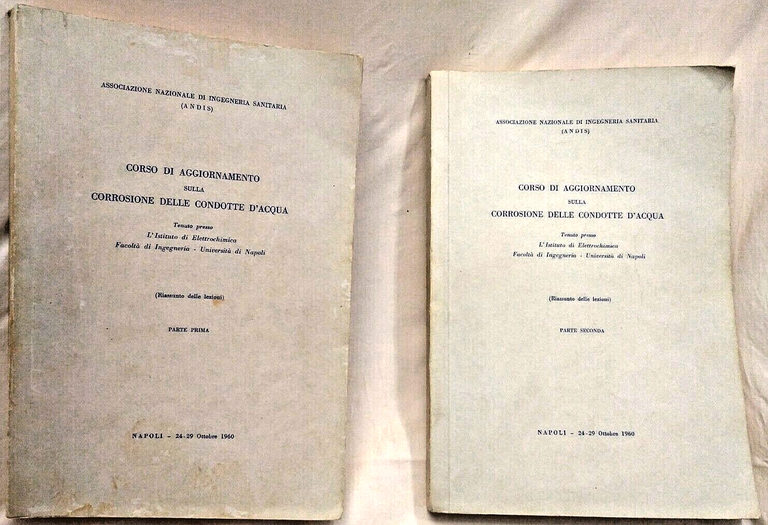 ASSOCIAZIONE NAZIONALE DI INGEGNERIA SANITARIA
(ANDIS)
CORSO DI AGGIORNAMENTO
SULLA
CORROSIONE DELLE CONDOTTE D'ACQUA
Tenuto presso
L'Istituto di Elettrochimica
Facoltà di Ingegneria - Università di Napoli
(Riassunto delle lezioni)
PARTE PRIMA
NAPOLI - 24-29 Ottobre 1960
ASSOCIAZIONE NAZIONALE DI INGEGNERIA SANITARIA
(ANDIS)
CORSO DI AGGIORNAMENTO
SULLA
CORROSIONE DELLE CONDOTTE D'ACQUA
Tenuto presso
L'Istituto di Elettrochimica
Facoltà di Ingegneria - Università di Napoli
(Riassunto delle lezioni)
PARTE SECONDA
NAPOLI - 24-29 Ottobre 1960